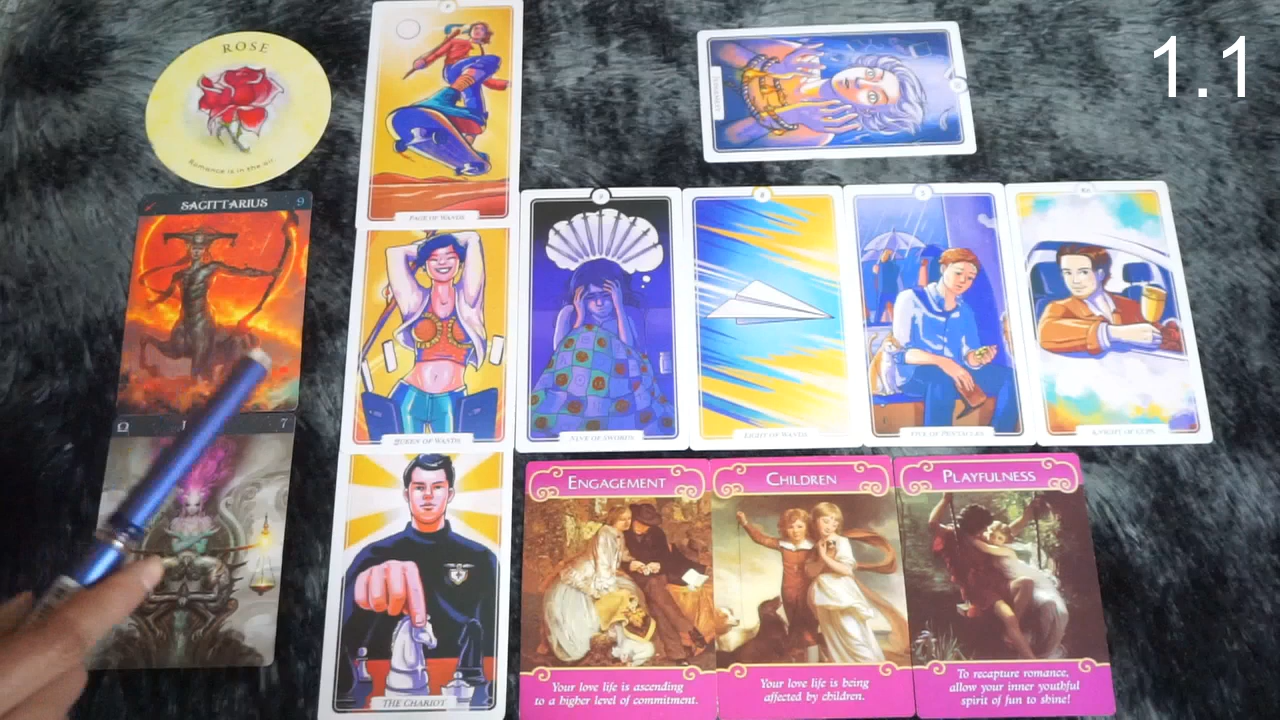 1.1
ROSE
Romance is in the air.
SAGITTARIUS
9
7
PAGE OF WANDS
QUEEN OF WANDS
THE CHARIOT
NINE OF SWORDS
EIGHT OF WANDS
FIVE OF PENTACLES
KNIGHT OF CUPS
ENGAGEMENT
Your love life is ascending
to a higher level of commitment.
CHILDREN
Your love life is being
affected by children.
PLAYFULNESS
To recapture romance,
allow your inner youthful
spirit of fun to shine!